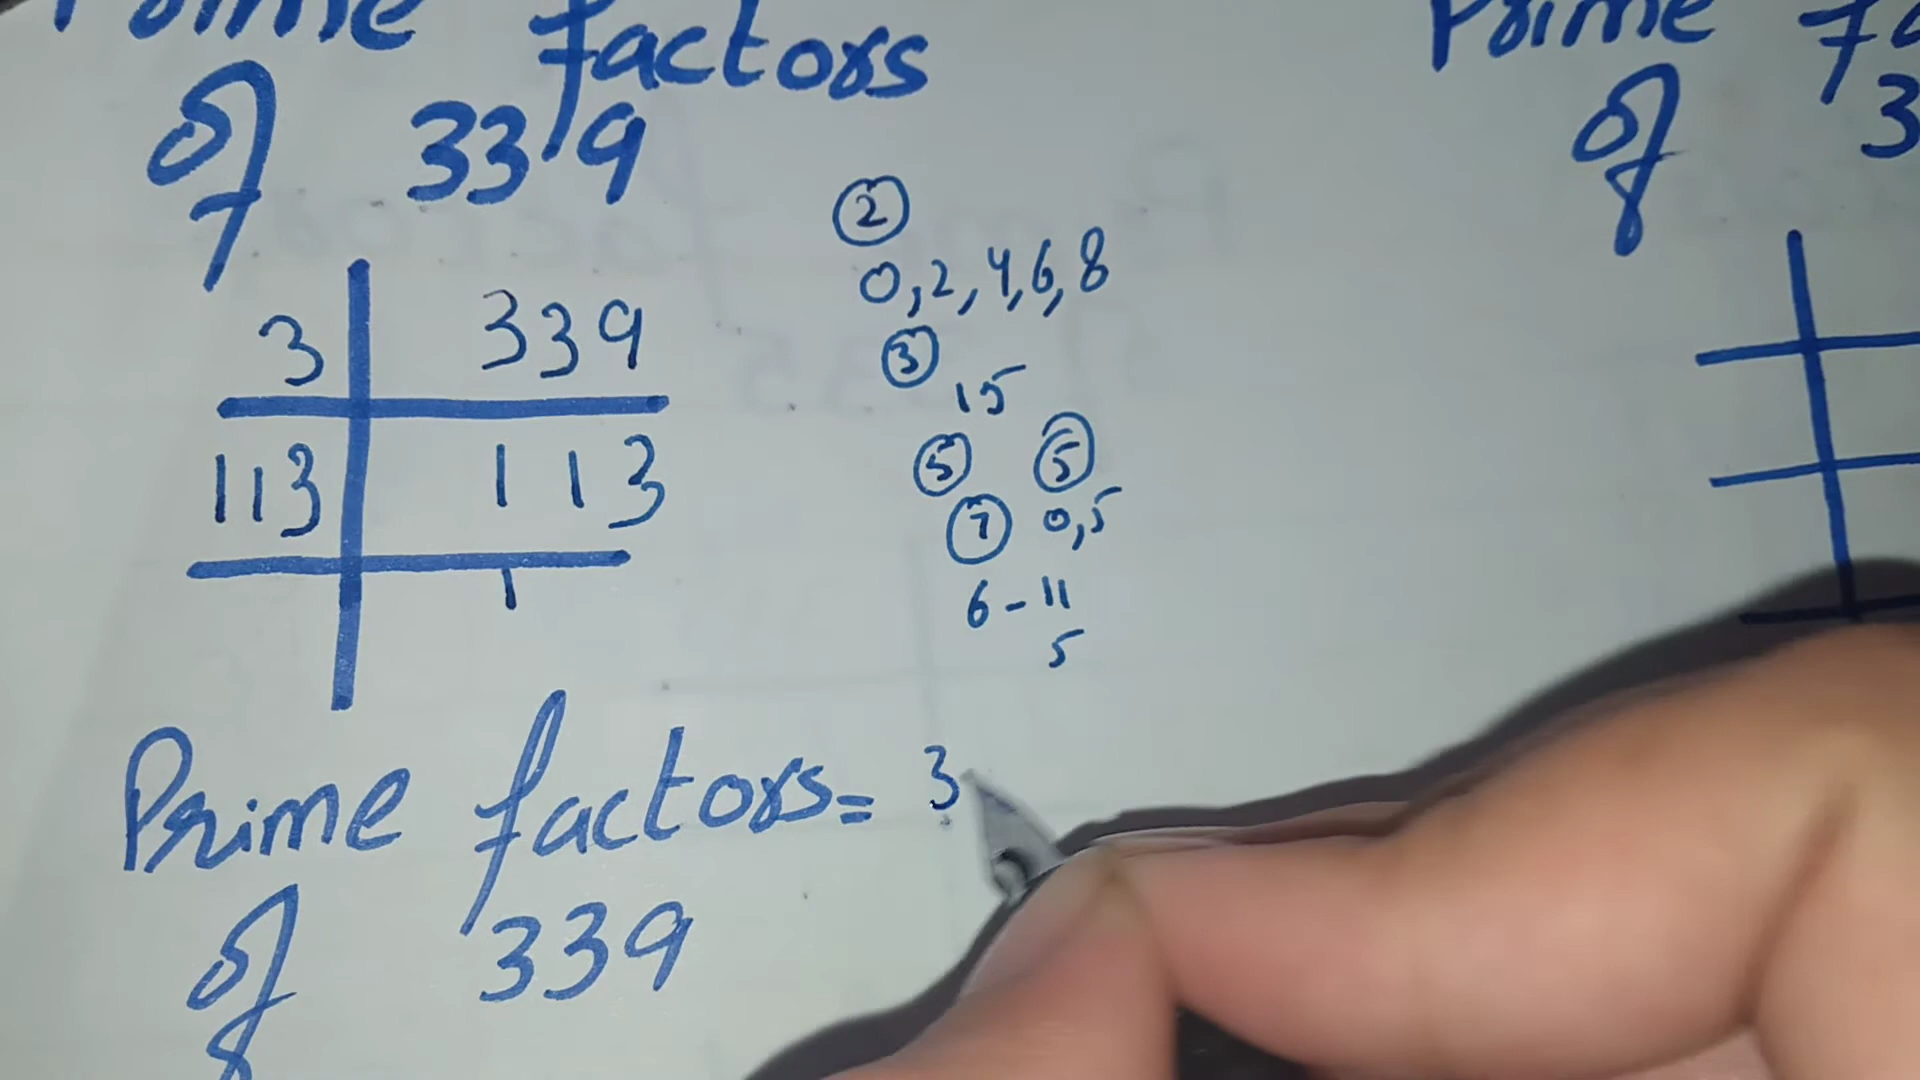 Prime factors
of 339
3 339
113 113
1
2
0,2,4,6,8
3
15
5 5
7 0,5
6-11
5
Prime factors= 3
of 339
Prime
of 3